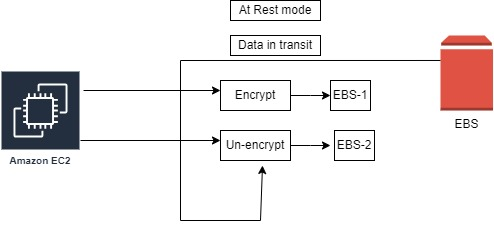 At Rest mode
Data in transit
Encrypt
EBS-1
EBS
Un-encrypt
EBS-2
Amazon EC2